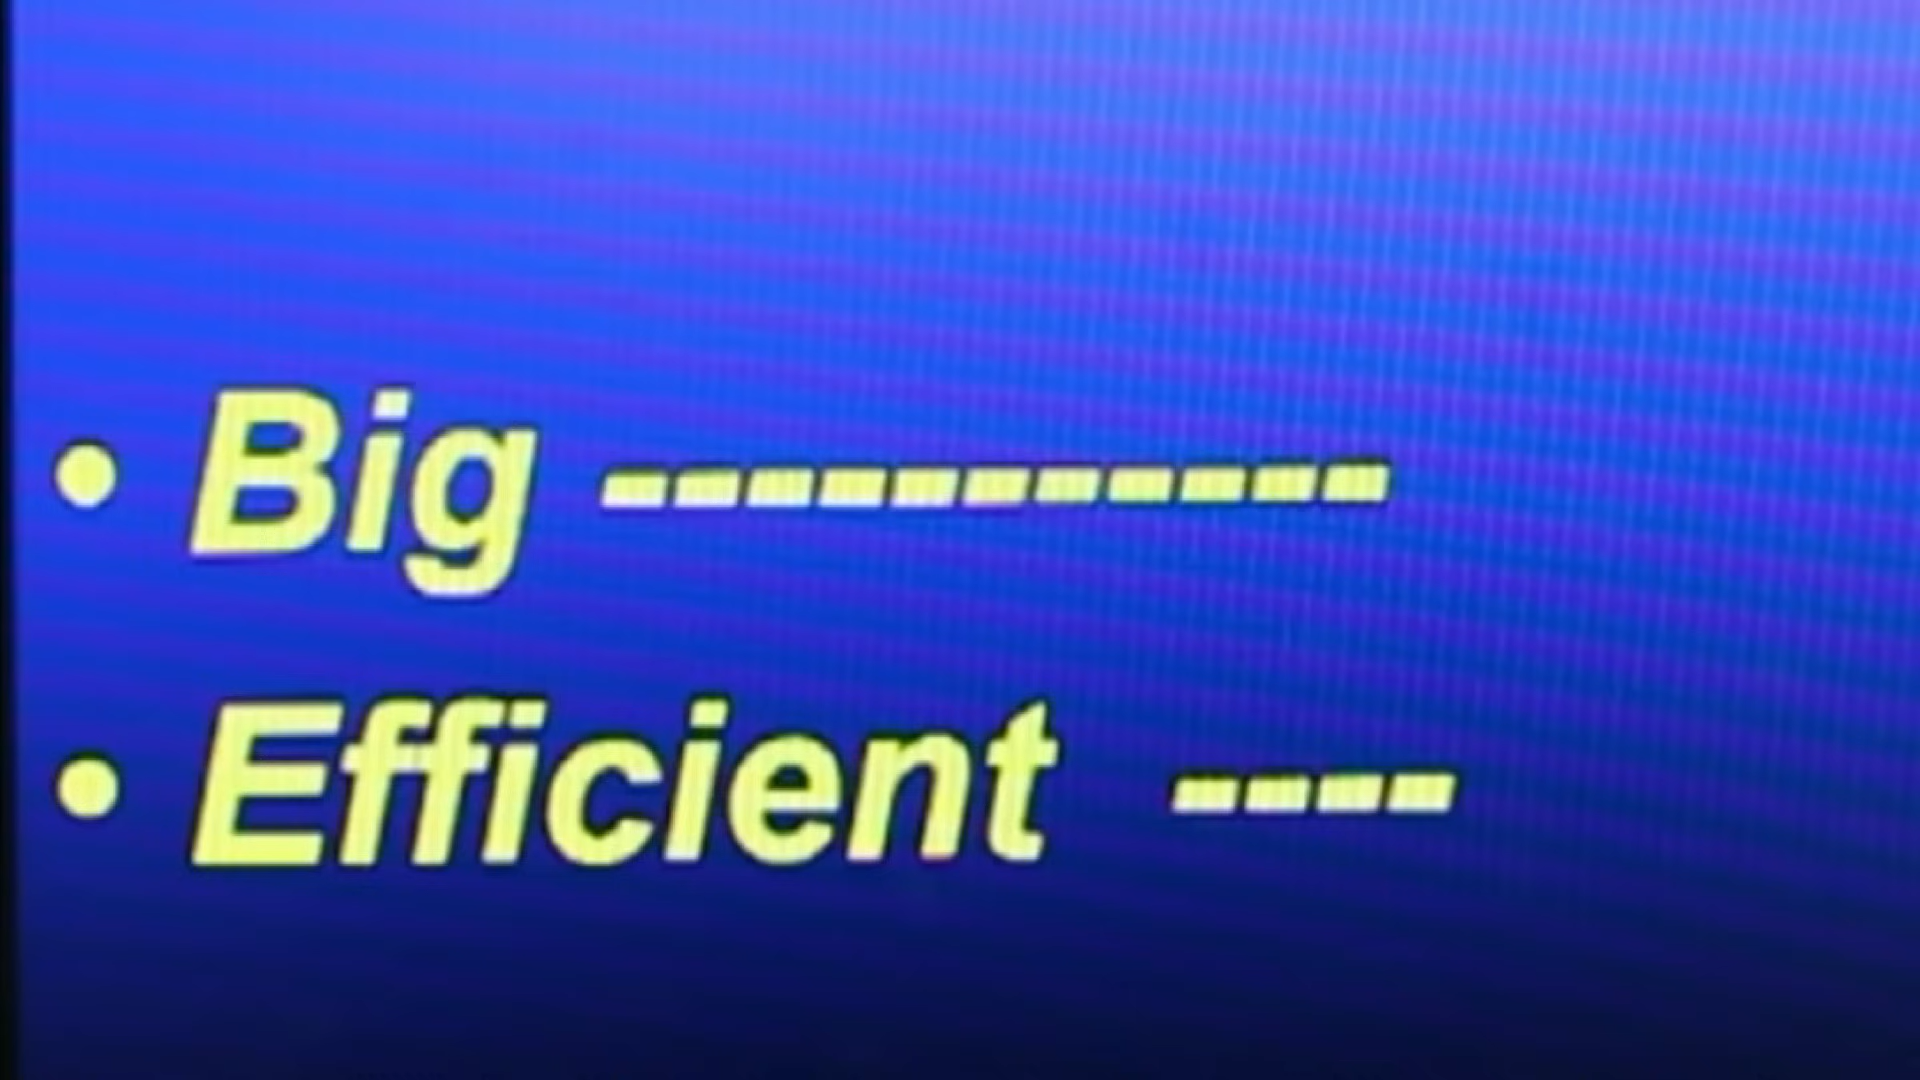 • Big -----------
• Efficient ----